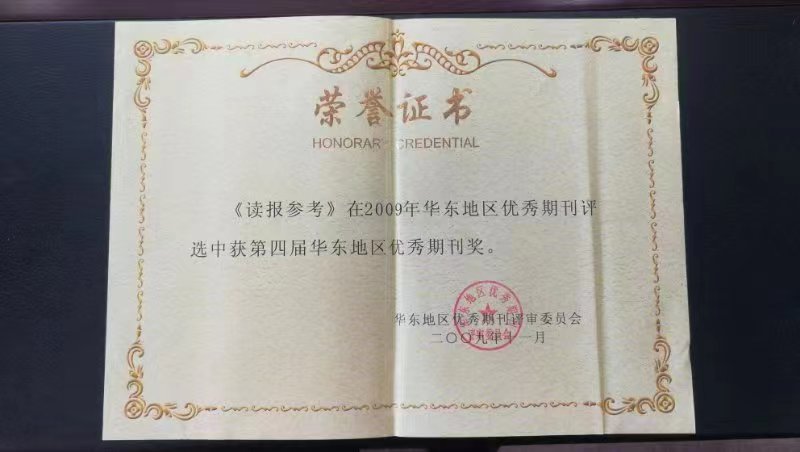 荣誉证书
HONORARY CREDENTIAL
《读报参考》在2009年华东地区优秀期刊评
选中获第四届华东地区优秀期刊奖。
华东地区优秀期刊评审委员会
二〇〇九年十一月